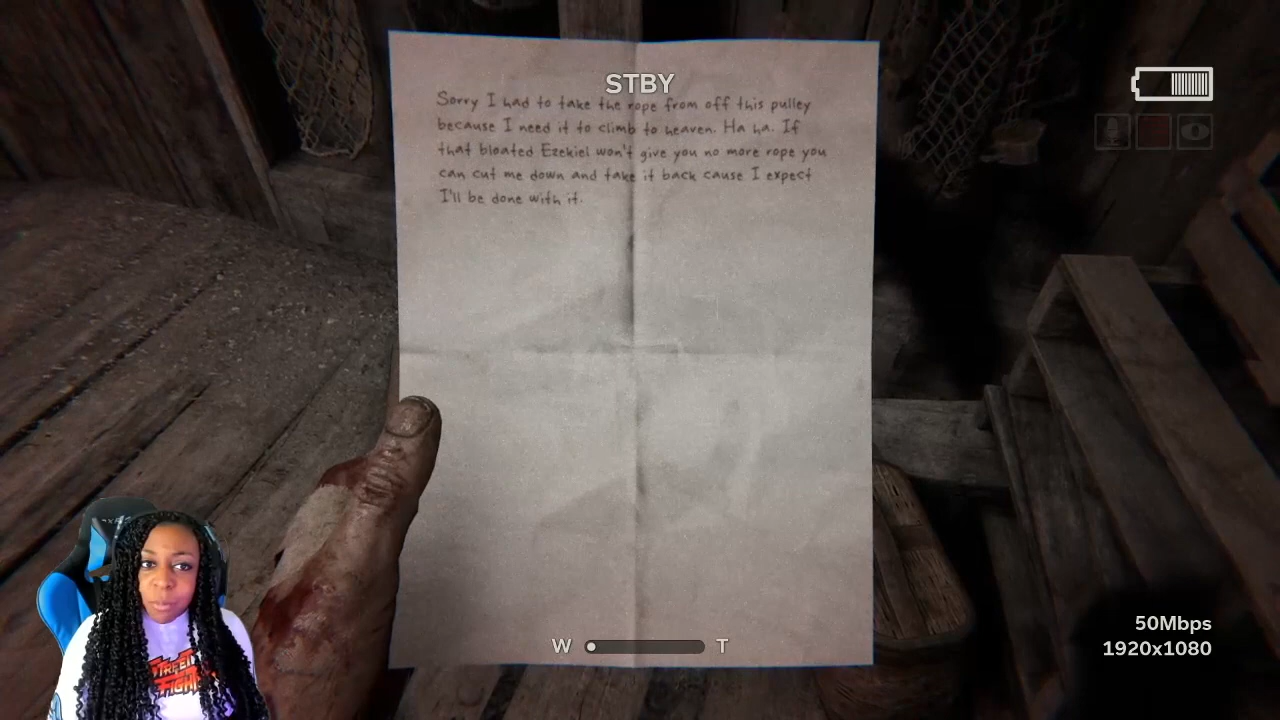 STBY
Sorry I had to take the rope from off this pulley
because I need it to climb to heaven. Ha ha. If
that bloated Ezekiel won't give you no more rope you
can cut me down and take it back cause I expect
I'll be done with it.
W T
50Mbps
1920x1080
STREET
FIGHT